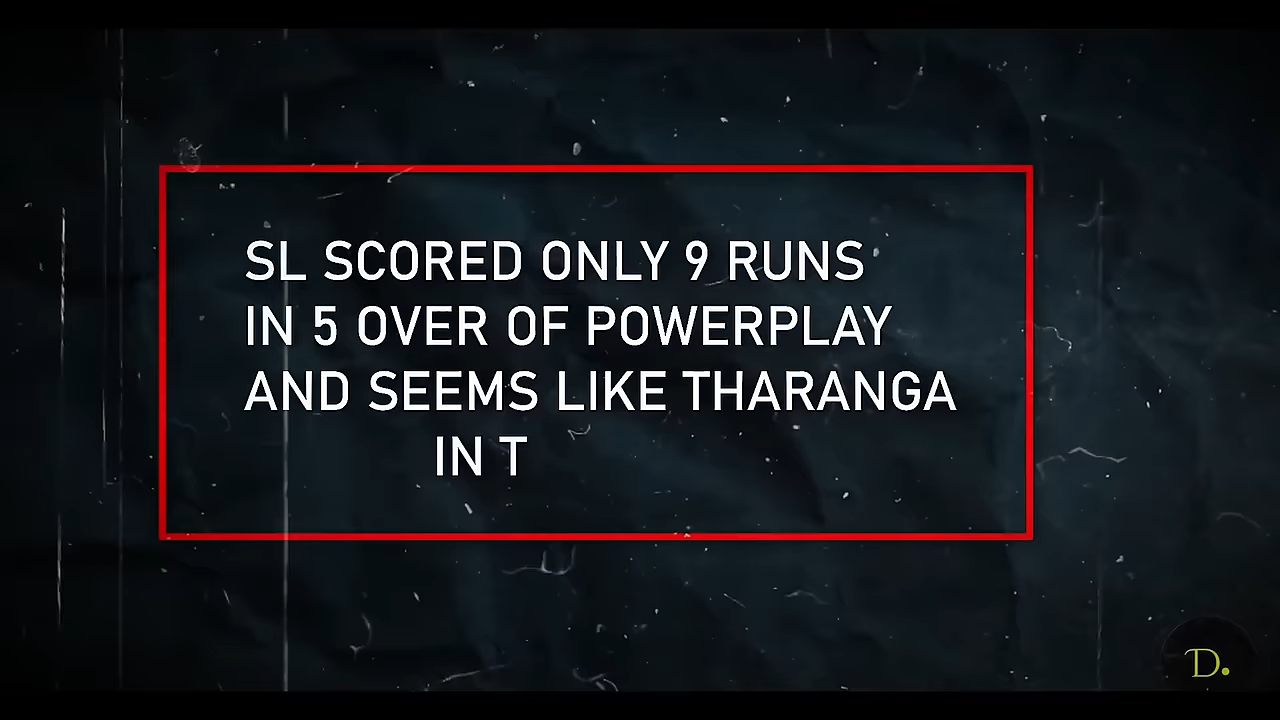 SL SCORED ONLY 9 RUNS
IN 5 OVER OF POWERPLAY
AND SEEMS LIKE THARANGA
IN T
D.